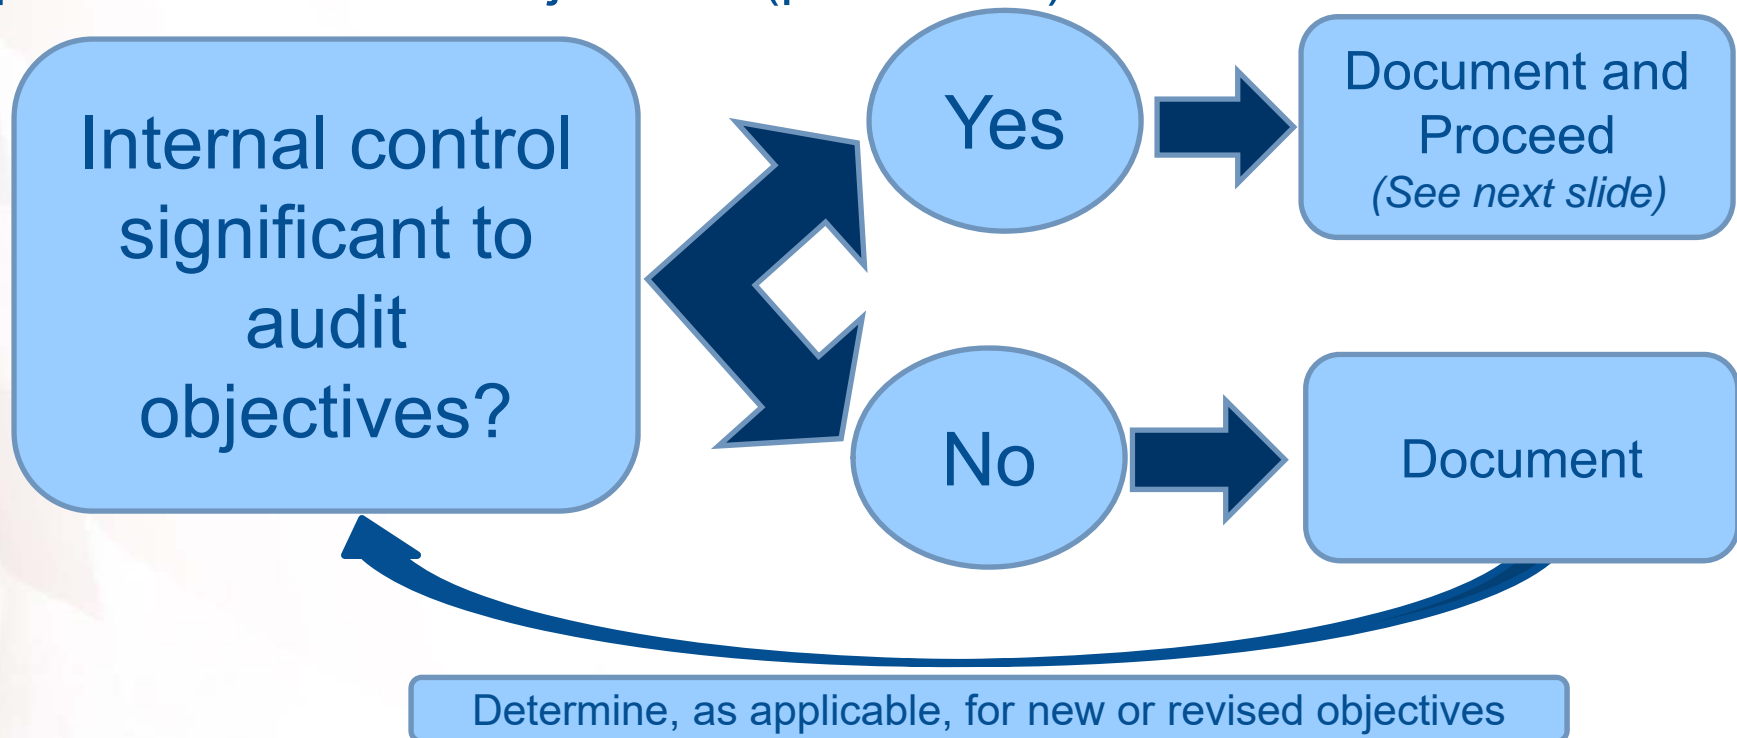 Internal control
significant to
audit
objectives?
Yes
Document and
Proceed
(See next slide)
No
Document
Determine, as applicable, for new or revised objectives